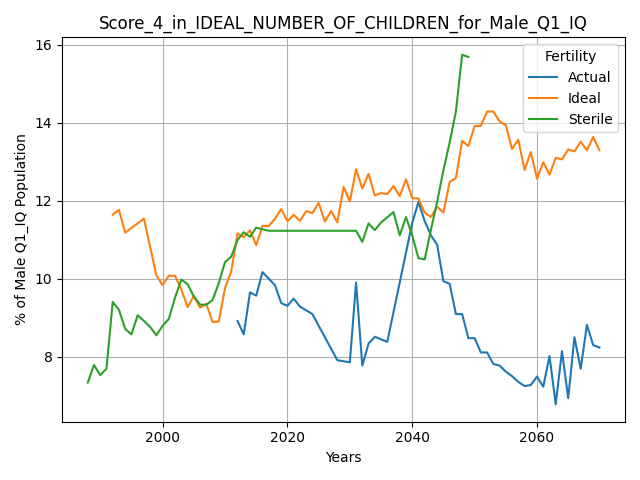 Score_4_in_IDEAL_NUMBER_OF_CHILDREN_for_Male_Q1_IQ
16
14
12
10
8
% of Male Q1_IQ Population
Fertility
Actual
Ideal
Sterile
2000 2020 2040 2060
Years